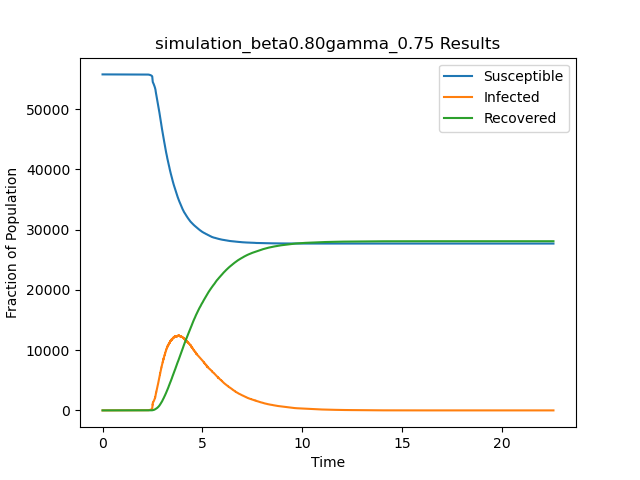 simulation_beta0.80gamma_0.75 Results
Susceptible
Infected
Recovered
Fraction of Population
50000
40000
30000
20000
10000
0
0 5 10 15 20
Time